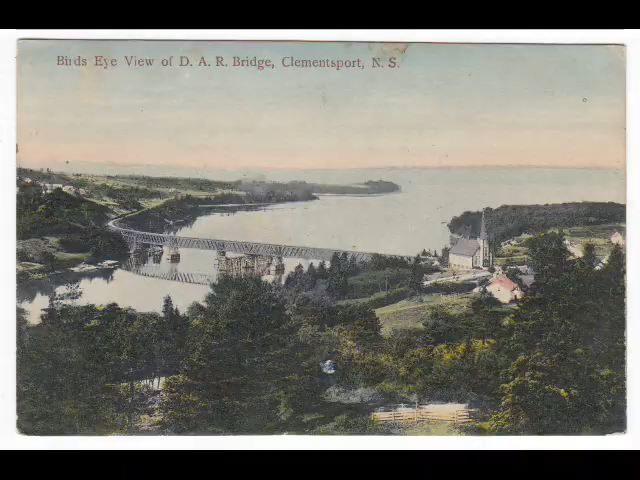 Birds Eye View of D. A. R. Bridge, Clementsport, N. S.